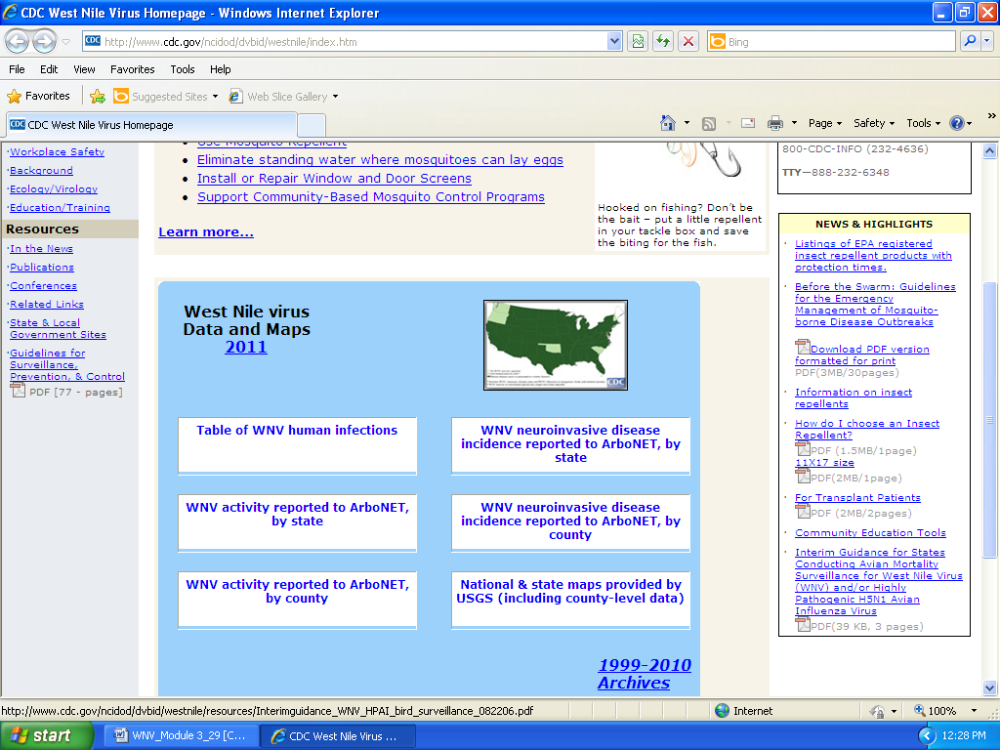 CDC West Nile Virus Homepage - Windows Internet Explorer
CDC http://www.cdc.gov/ncidod/dvbid/westnile/index.htm
Bing
File Edit View Favorites Tools Help
Favorites Suggested Sites Web Slice Gallery
CDC CDC West Nile Virus Homepage
Page Safety Tools
»
·Workplace Safety
·Background
·Ecology/Virology
·Education/Training
Resources
·In the News
·Publications
·Conferences
·Related Links
·State & Local
Government Sites
·Guidelines for
Surveillance,
Prevention, & Control
PDF [77 - pages]
• Use Mosquito Repellent
• Eliminate standing water where mosquitoes can lay eggs
• Install or Repair Window and Door Screens
• Support Community-Based Mosquito Control Programs
Learn more...
Hooked on fishing? Don't be
the bait – put a little repellent
in your tackle box and save
the biting for the fish.
West Nile virus
Data and Maps
2011
CDC
Table of WNV human infections
WNV neuroinvasive disease
incidence reported to ArboNET, by
state
WNV activity reported to ArboNET,
by state
WNV neuroinvasive disease
incidence reported to ArboNET, by
county
WNV activity reported to ArboNET,
by county
National & state maps provided by
USGS (including county-level data)
1999-2010
Archives
800-CDC-INFO (232-4636)
TTY—888-232-6348
NEWS & HIGHLIGHTS
· Listings of EPA registered
insect repellent products with
protection times.
· Before the Swarm: Guidelines
for the Emergency
Management of Mosquito-
borne Disease Outbreaks
Download PDF version
formatted for print
PDF(3MB/30pages)
· Information on insect
repellents
· How do I choose an Insect
Repellent?
PDF (1.5MB/1page)
11X17 size
PDF(2MB/1page)
· For Transplant Patients
PDF (2MB/2pages)
· Community Education Tools
· Interim Guidance for States
Conducting Avian Mortality
Surveillance for West Nile Virus
(WNV) and/or Highly
Pathogenic H5N1 Avian
Influenza Virus
PDF(39 KB, 3 pages)
http://www.cdc.gov/ncidod/dvbid/westnile/resources/Interimguidance_WNV_HPAI_bird_surveillance_082206.pdf
Internet
100%
start
WNV_Module 3_29 [C...
CDC West Nile Virus ...
12:28 PM